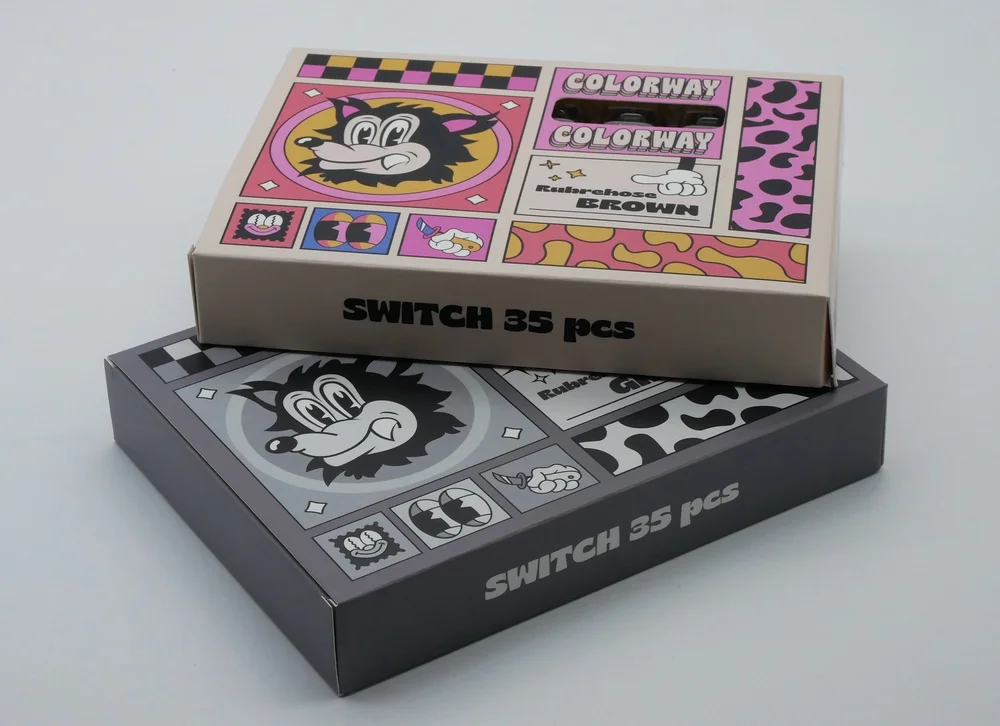 COLORWAY
COLORWAY
Rubrehose
BROWN
SWITCH 35 pcs
SWITCH 35 pcs